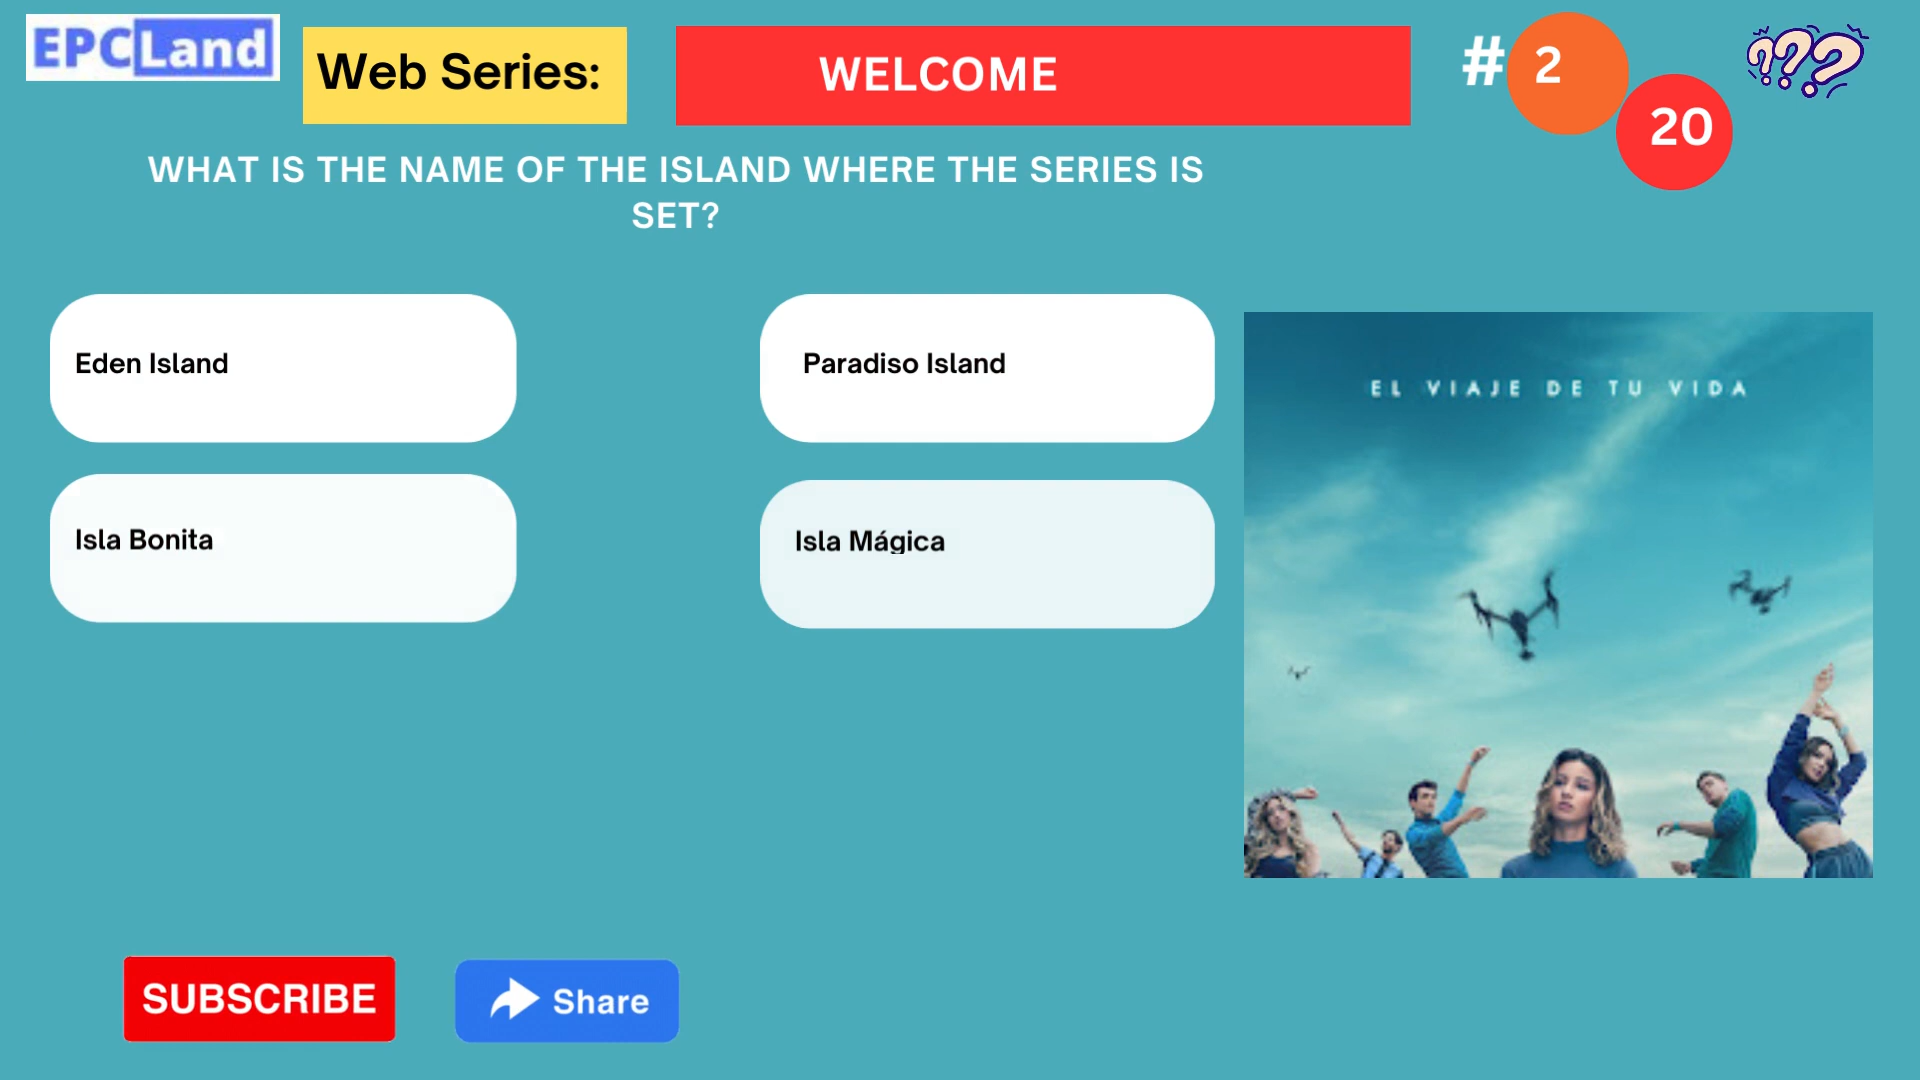 EPCLand
Web Series:
WELCOME
# 2
20
???
WHAT IS THE NAME OF THE ISLAND WHERE THE SERIES IS
SET?
Eden Island
Paradiso Island
Isla Bonita
Isla Mágica
EL VIAJE DE TU VIDA
SUBSCRIBE
Share